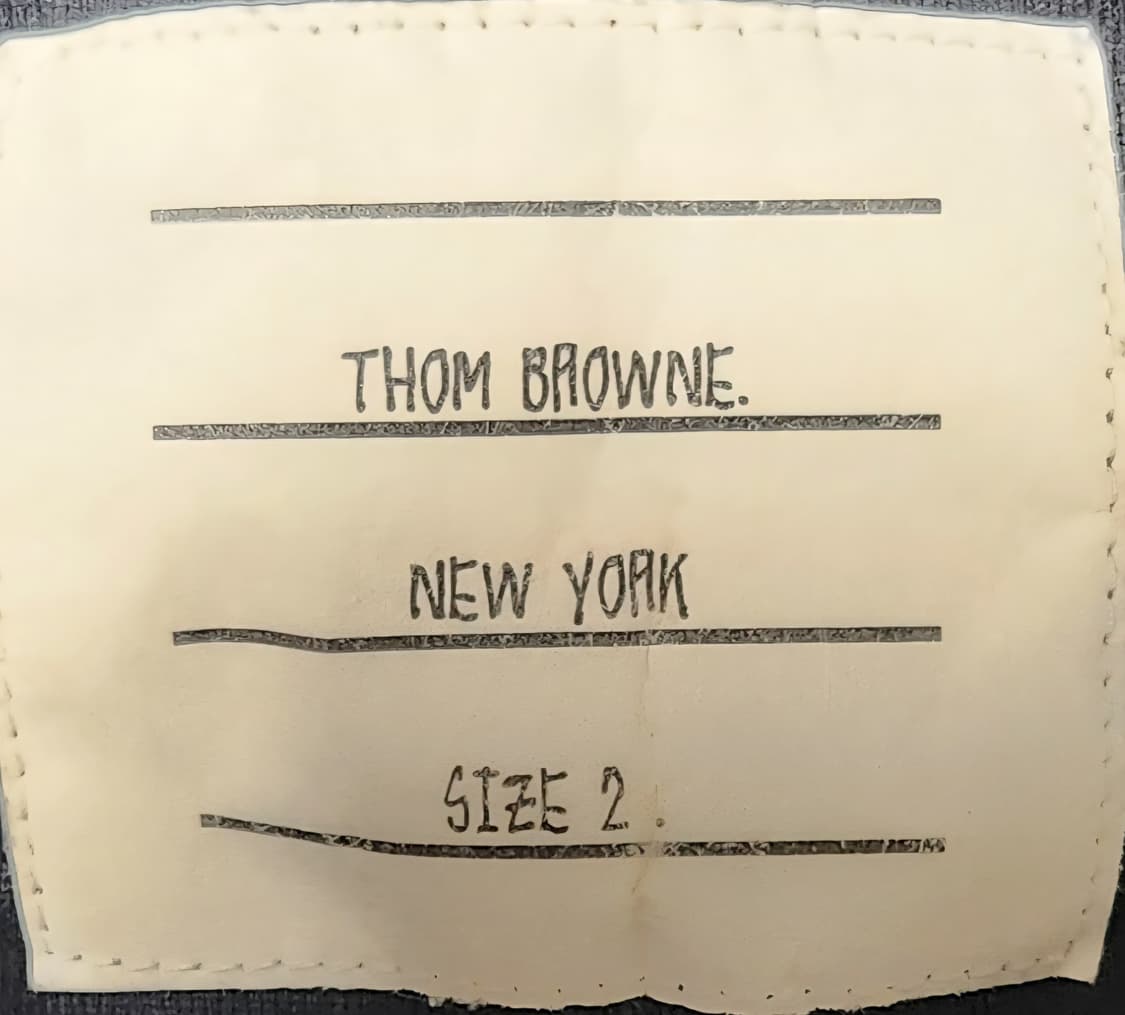 THOM BROWNE.
NEW YORK
SIZE 2.